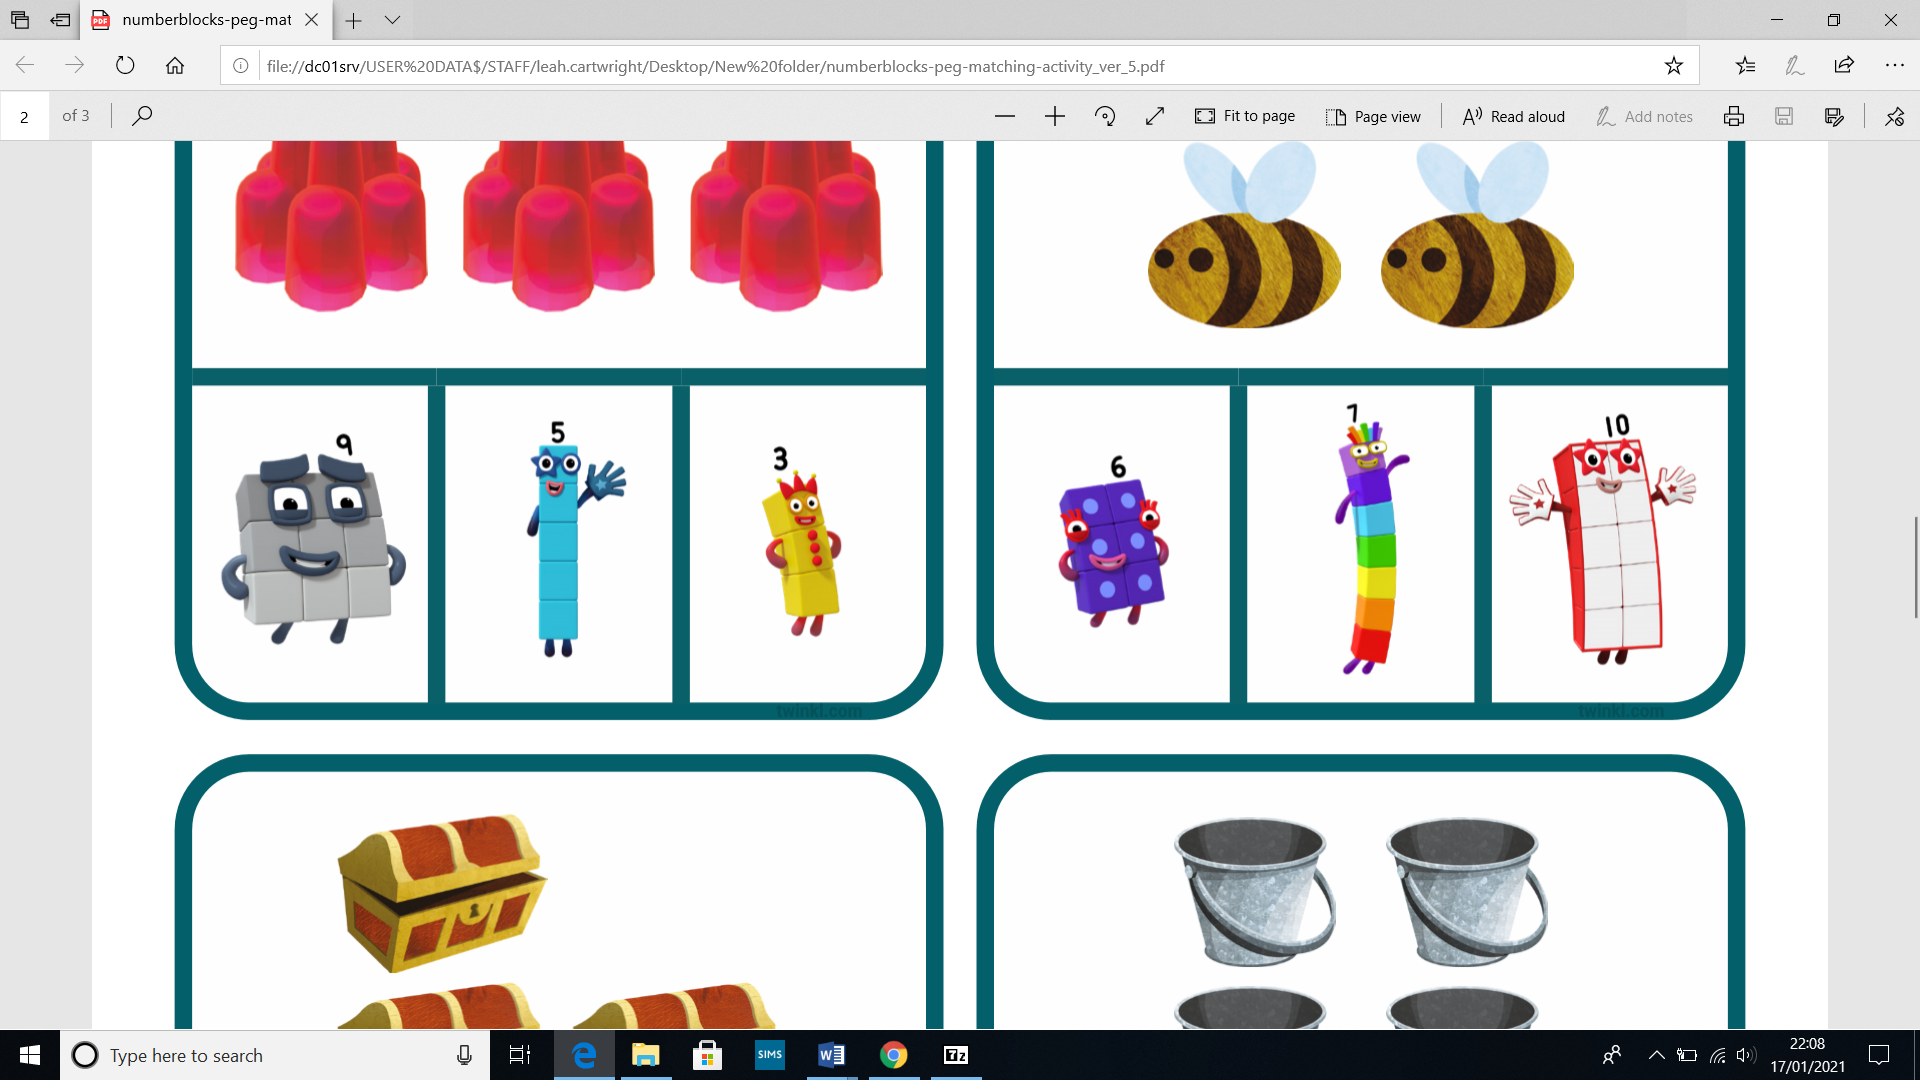 numberblocks-peg-mat
file://dc01srv/USER%20DATA$/STAFF/leah.cartwright/Desktop/New%20folder/numberblocks-peg-matching-activity_ver_5.pdf
2 of 3
Fit to page
Page view
Read aloud
Add notes
9
5
3
6
7
10
twinkl.com
twinkl.com
Type here to search
SIMS
W
7z
22:08
17/01/2021